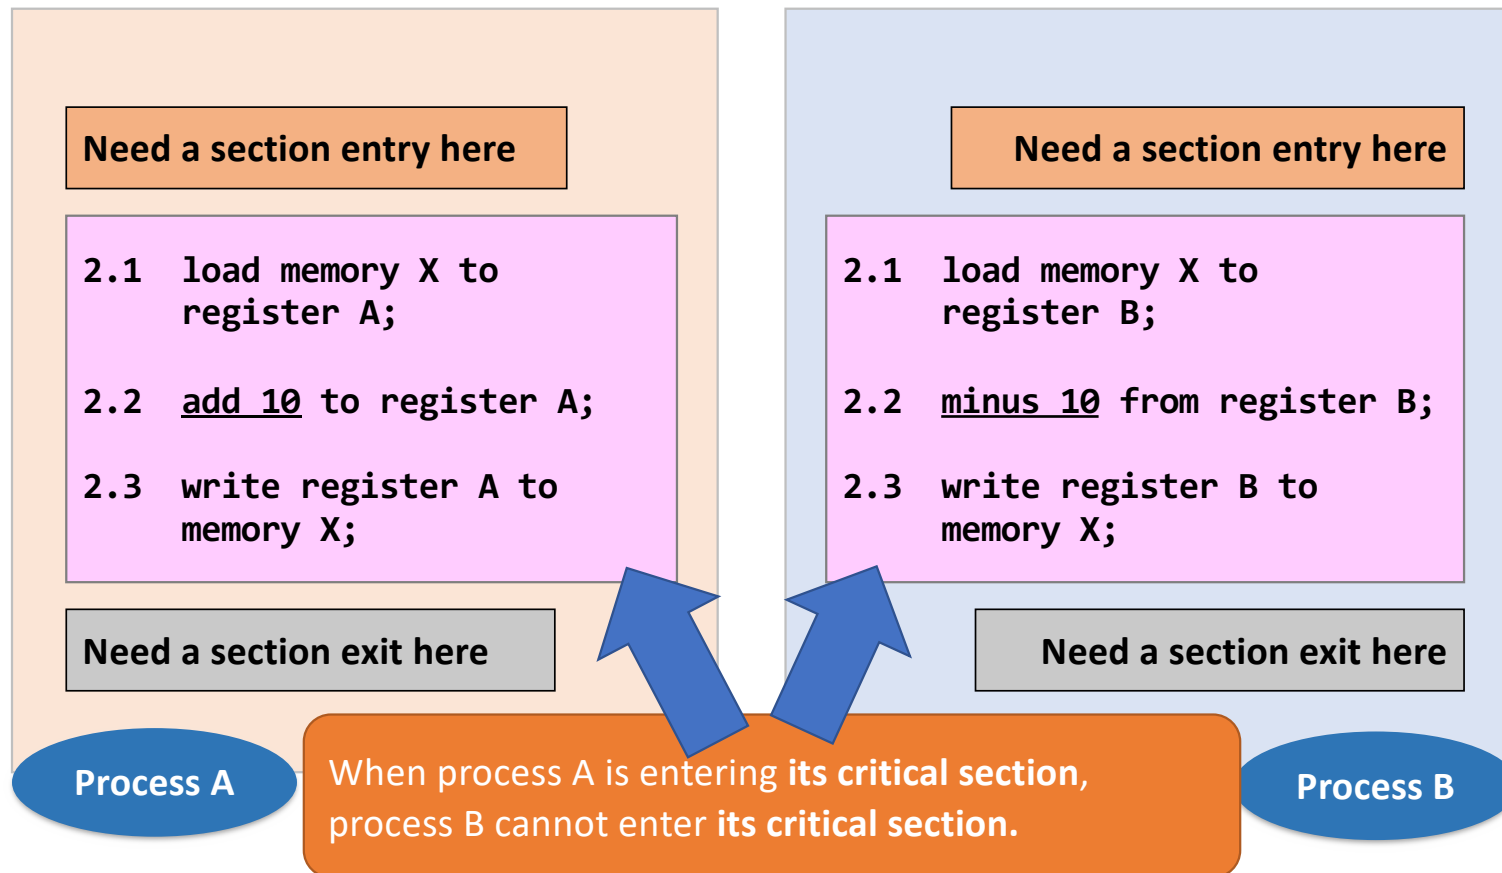 Need a section entry here
2.1 load memory X to
register A;
2.2 add 10 to register A;
2.3 write register A to
memory X;
Need a section exit here
Process A
Need a section entry here
2.1 load memory X to
register B;
2.2 minus 10 from register B;
2.3 write register B to
memory X;
Need a section exit here
Process B
When process A is entering its critical section,
process B cannot enter its critical section.